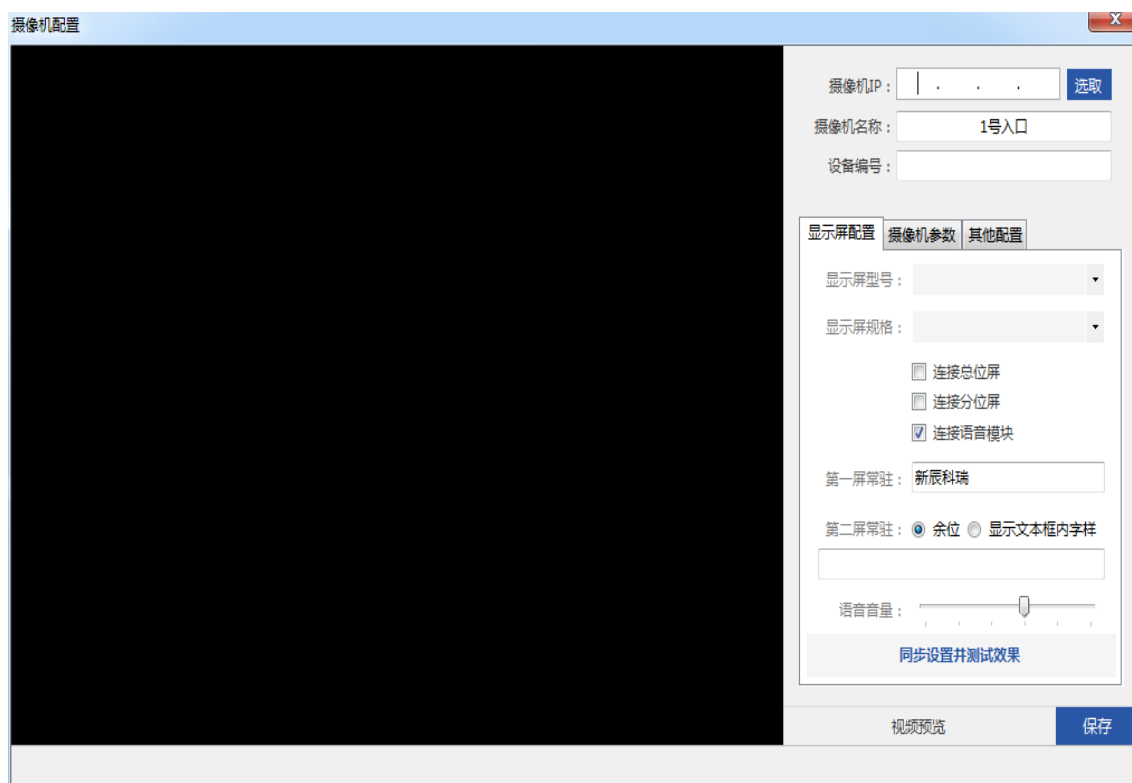 摄像机配置
摄像机IP： . . . 选取
摄像机名称： 1号入口
设备编号：
显示屏配置 摄像机参数 其他配置
显示屏型号：
显示屏规格：
连接总位屏
连接分位屏
连接语音模块
第一屏常驻： 新辰科瑞
第二屏常驻： 余位 显示文本框内字样
语音音量：
同步设置并测试效果
视频预览 保存